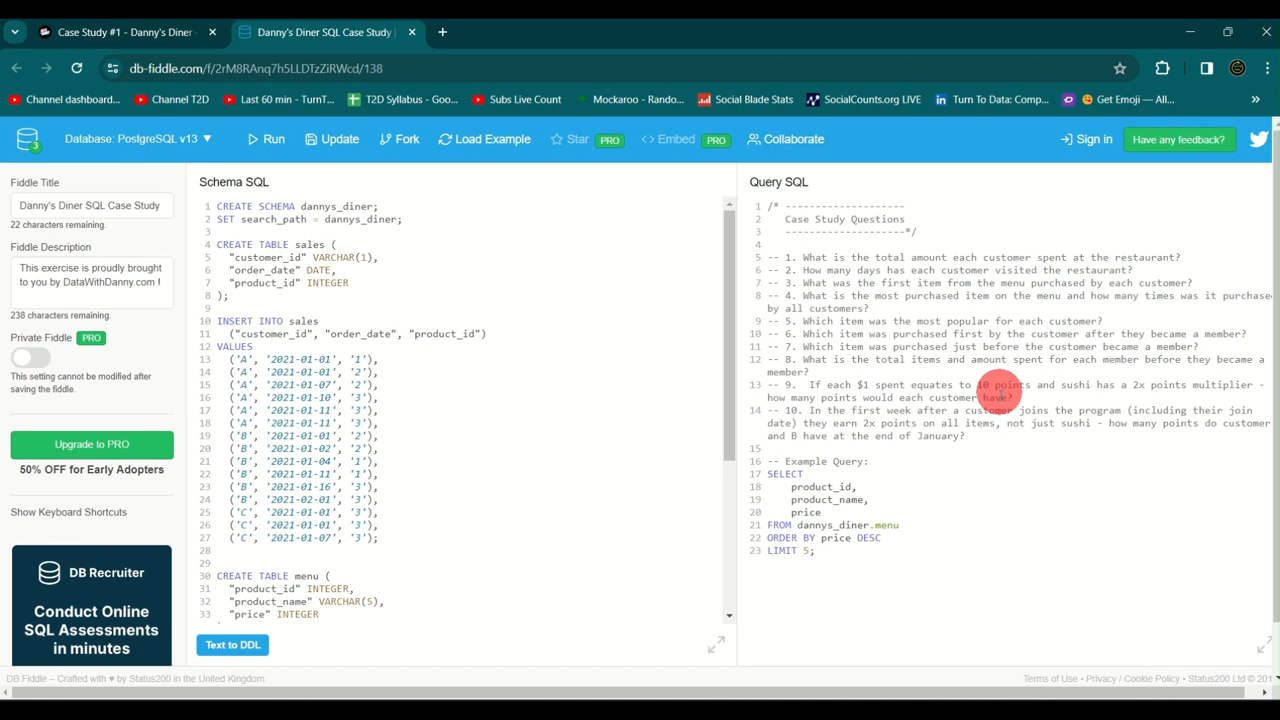 Case Study #1 - Danny's Diner
Danny's Diner SQL Case Study |
db-fiddle.com/f/2rM8RAnq7h5LLDTzZiRWcd/138
Channel dashboard...
Channel T2D
Last 60 min - TurnT...
T2D Syllabus - Goo...
Subs Live Count
Mockaroo - Rando...
Social Blade Stats
SocialCounts.org LIVE
Turn To Data: Comp...
Get Emoji — All...
3
Database: PostgreSQL v13 ▼
Run
Update
Fork
Load Example
Star PRO
Embed PRO
Collaborate
Sign in
Have any feedback?
Fiddle Title
Danny's Diner SQL Case Study
22 characters remaining.
Fiddle Description
This exercise is proudly brought
to you by DataWithDanny.com !
238 characters remaining.
Private Fiddle PRO
This setting cannot be modified after
saving the fiddle.
Upgrade to PRO
50% OFF for Early Adopters
Show Keyboard Shortcuts
DB Recruiter
Conduct Online
SQL Assessments
in minutes
Schema SQL
1 CREATE SCHEMA dannys_diner;
2 SET search_path = dannys_diner;
3
4 CREATE TABLE sales (
5 "customer_id" VARCHAR(1),
6 "order_date" DATE,
7 "product_id" INTEGER
8 );
9
10 INSERT INTO sales
11 ("customer_id", "order_date", "product_id")
12 VALUES
13 ('A', '2021-01-01', '1'),
14 ('A', '2021-01-01', '2'),
15 ('A', '2021-01-07', '2'),
16 ('A', '2021-01-10', '3'),
17 ('A', '2021-01-11', '3'),
18 ('A', '2021-01-11', '3'),
19 ('B', '2021-01-01', '2'),
20 ('B', '2021-01-02', '2'),
21 ('B', '2021-01-04', '1'),
22 ('B', '2021-01-11', '1'),
23 ('B', '2021-01-16', '3'),
24 ('B', '2021-02-01', '3'),
25 ('C', '2021-01-01', '3'),
26 ('C', '2021-01-01', '3'),
27 ('C', '2021-01-07', '3');
28
29
30 CREATE TABLE menu (
31 "product_id" INTEGER,
32 "product_name" VARCHAR(5),
33 "price" INTEGER
Text to DDL
Query SQL
1 /* --------------------
2 Case Study Questions
3 --------------------*/
4
5 -- 1. What is the total amount each customer spent at the restaurant?
6 -- 2. How many days has each customer visited the restaurant?
7 -- 3. What was the first item from the menu purchased by each customer?
8 -- 4. What is the most purchased item on the menu and how many times was it purchase
by all customers?
9 -- 5. Which item was the most popular for each customer?
10 -- 6. Which item was purchased first by the customer after they became a member?
11 -- 7. Which item was purchased just before the customer became a member?
12 -- 8. What is the total items and amount spent for each member before they became a
member?
13 -- 9. If each $1 spent equates to 10 points and sushi has a 2x points multiplier -
how many points would each customer have?
14 -- 10. In the first week after a customer joins the program (including their join
date) they earn 2x points on all items, not just sushi - how many points do customer
and B have at the end of January?
15
16 -- Example Query:
17 SELECT
18 product_id,
19 product_name,
20 price
21 FROM dannys_diner.menu
22 ORDER BY price DESC
23 LIMIT 5;
DB Fiddle – Crafted with ♥ by Status200 in the United Kingdom.
Terms of Use • Privacy / Cookie Policy • Status200 Ltd © 201